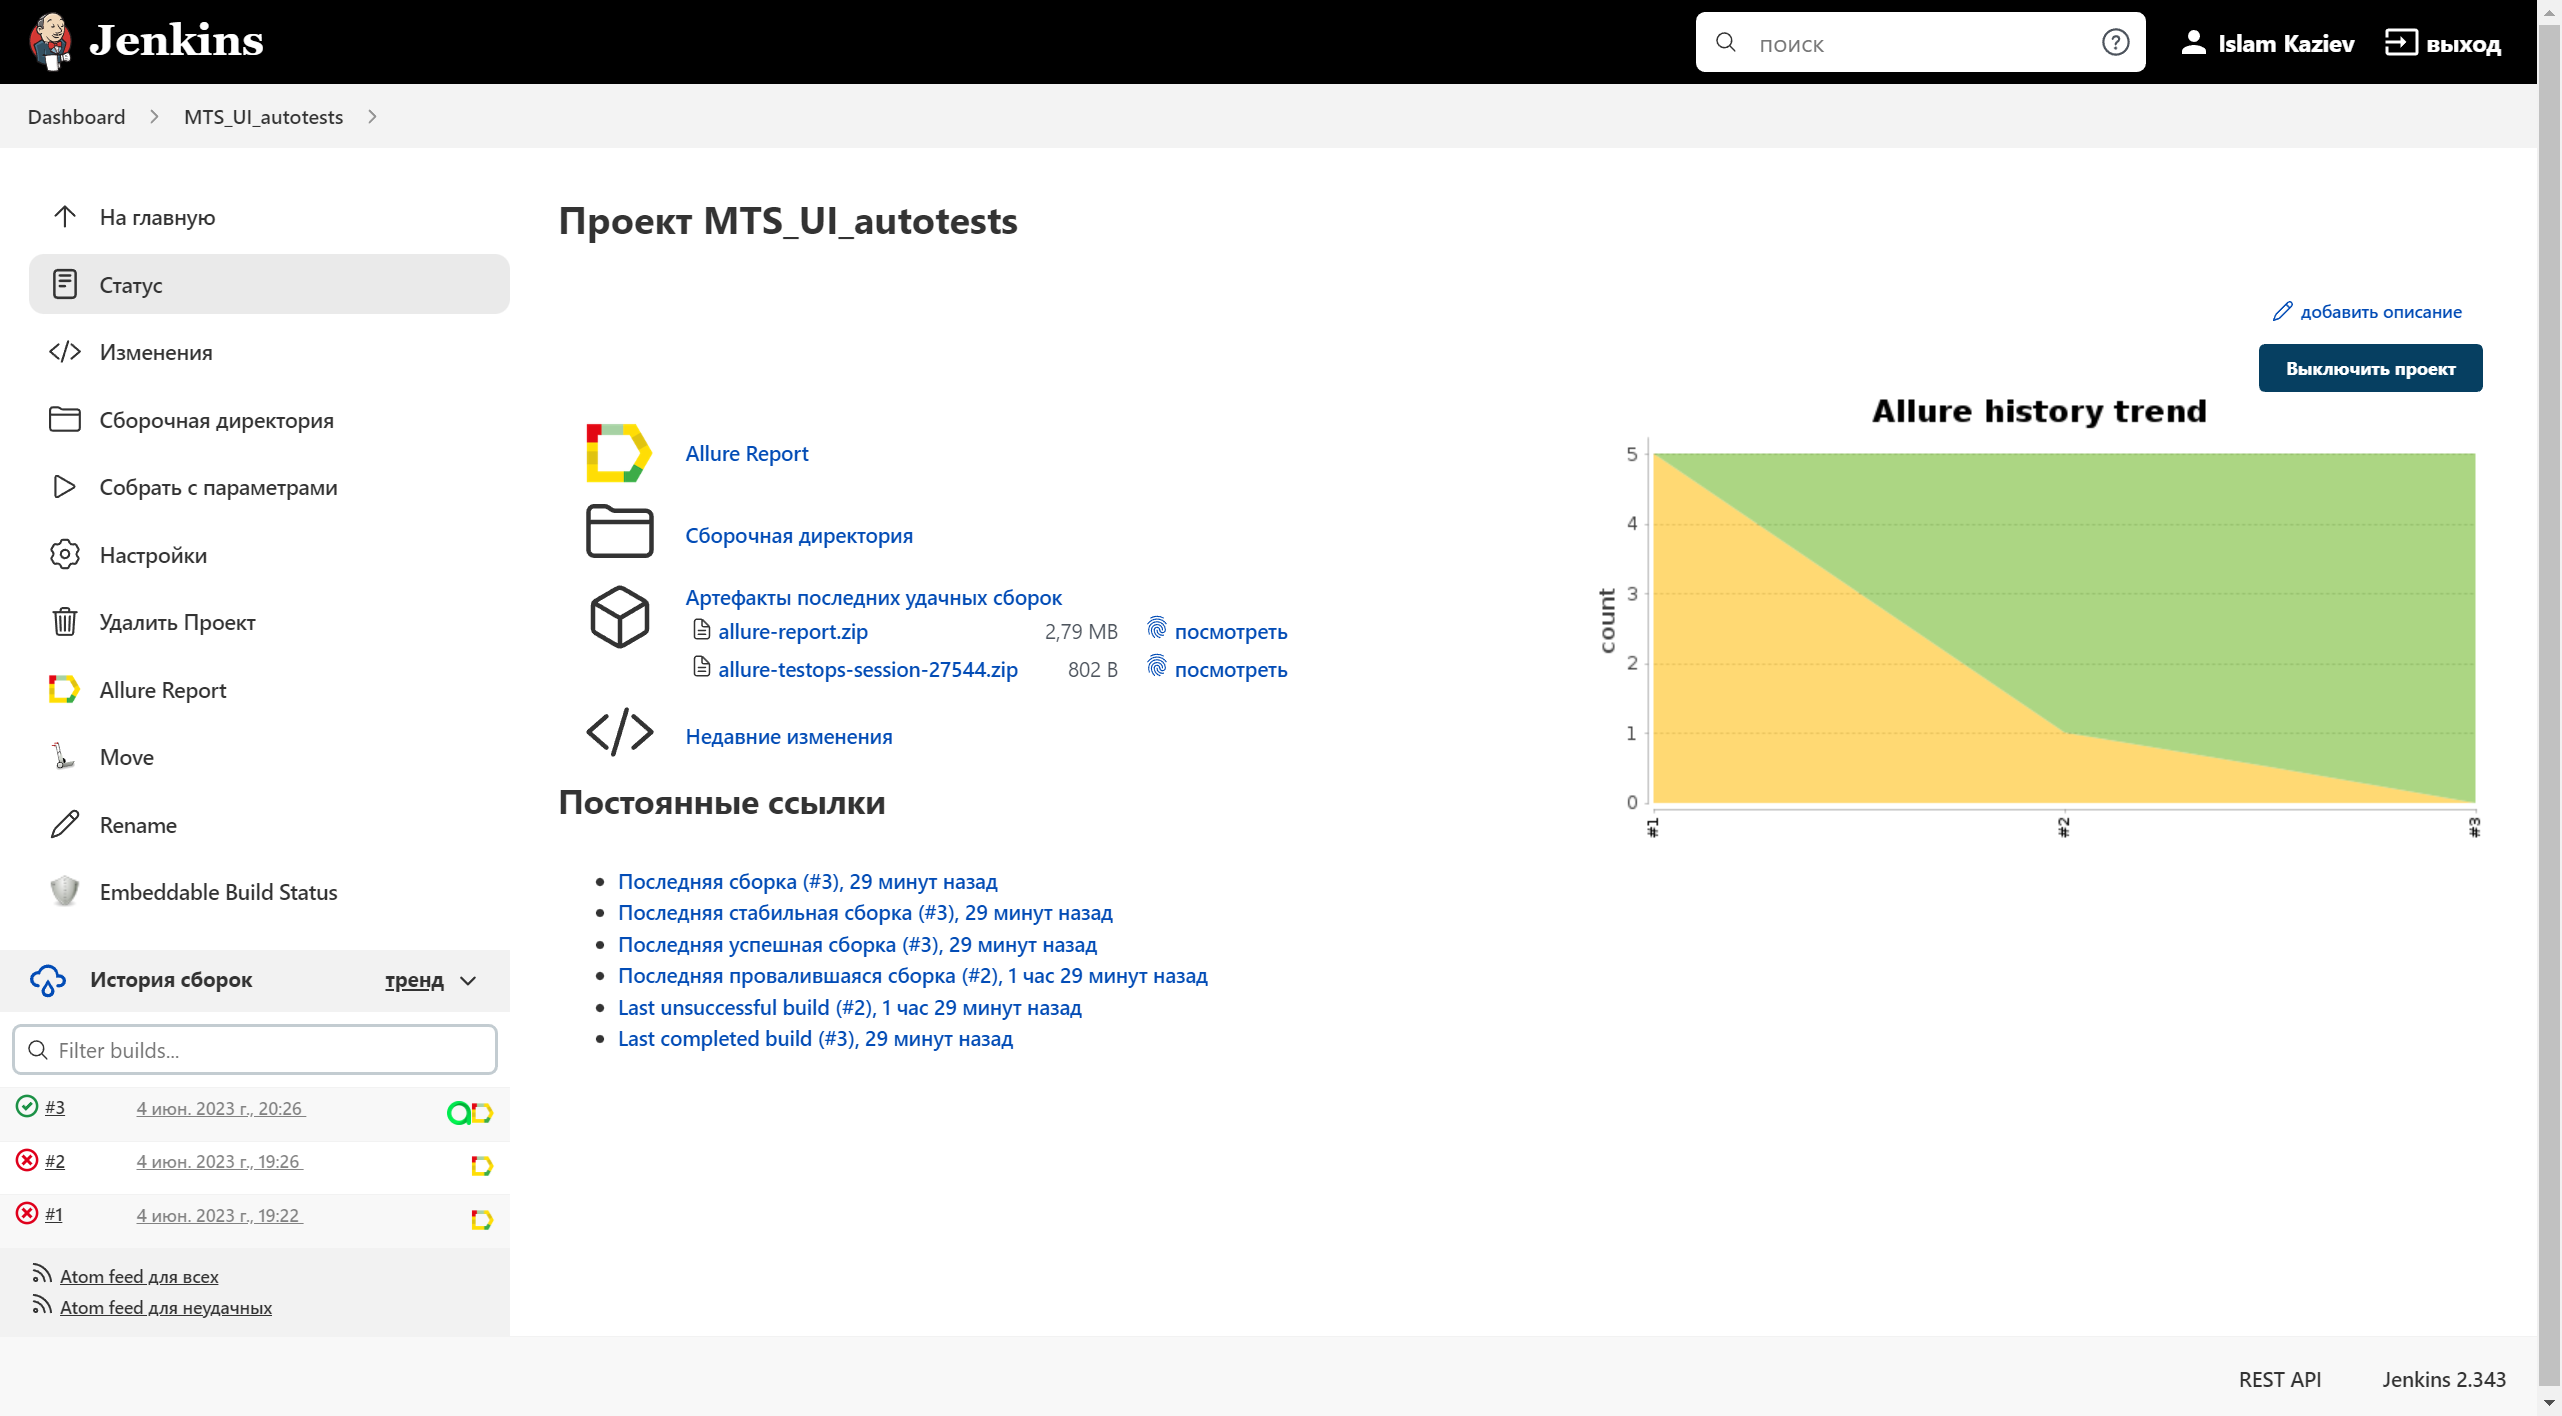 Jenkins
поиск
Islam Kaziev
выход
Dashboard
MTS_UI_autotests
На главную
Статус
Изменения
Сборочная директория
Собрать с параметрами
Настройки
Удалить Проект
Allure Report
Move
Rename
Embeddable Build Status
История сборок
тренд
Filter builds...
#3 4 июн. 2023 г., 20:26
#2 4 июн. 2023 г., 19:26
#1 4 июн. 2023 г., 19:22
Atom feed для всех
Atom feed для неудачных
Проект MTS_UI_autotests
добавить описание
Выключить проект
Allure Report
Сборочная директория
Артефакты последних удачных сборок
allure-report.zip 2,79 MB посмотреть
allure-testops-session-27544.zip 802 B посмотреть
Недавние изменения
Allure history trend
count
5
4
3
2
1
0
#1 #2 #3
Постоянные ссылки
Последняя сборка (#3), 29 минут назад
Последняя стабильная сборка (#3), 29 минут назад
Последняя успешная сборка (#3), 29 минут назад
Последняя провалившаяся сборка (#2), 1 час 29 минут назад
Last unsuccessful build (#2), 1 час 29 минут назад
Last completed build (#3), 29 минут назад
REST API
Jenkins 2.343